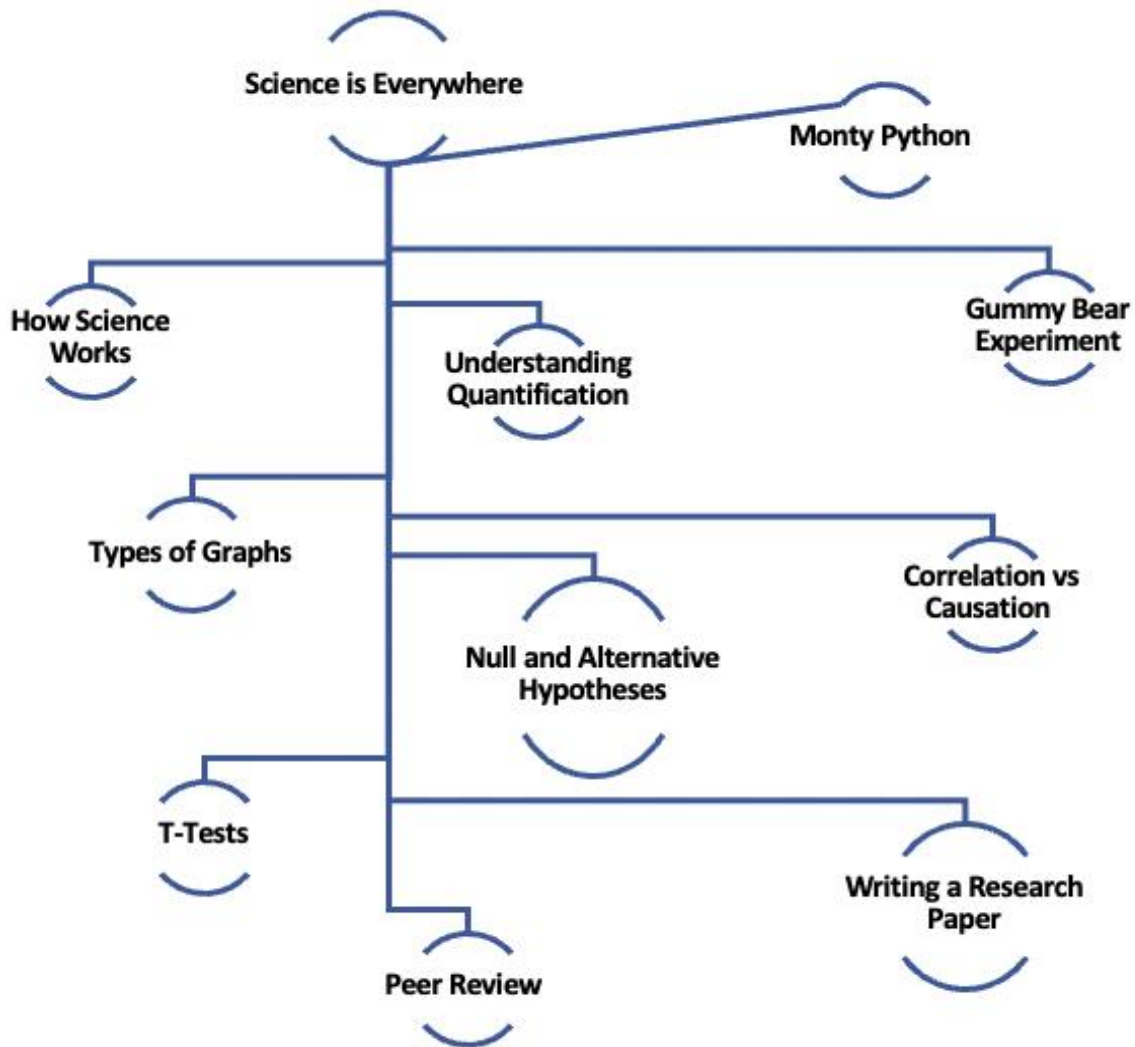 Science is Everywhere
Monty Python
How Science
Works
Understanding
Quantification
Gummy Bear
Experiment
Types of Graphs
Null and Alternative
Hypotheses
Correlation vs
Causation
T-Tests
Peer Review
Writing a Research
Paper